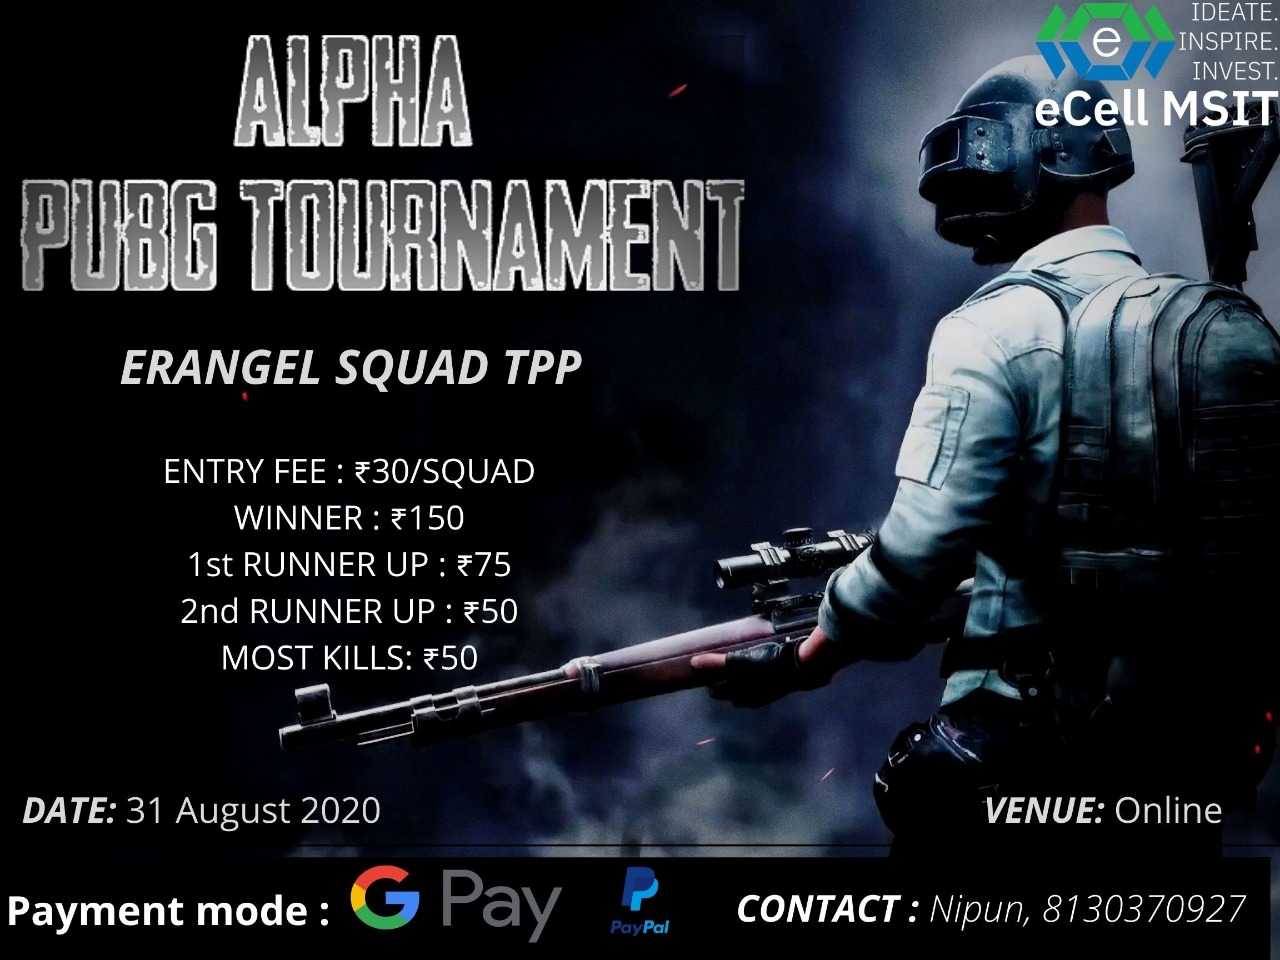 IDEATE.
INSPIRE.
INVEST.
e
eCell MSIT
ALPHA
PUBG TOURNAMENT
ERANGEL SQUAD TPP
ENTRY FEE : ₹30/SQUAD
WINNER : ₹150
1st RUNNER UP : ₹75
2nd RUNNER UP : ₹50
MOST KILLS: ₹50
DATE: 31 August 2020
VENUE: Online
Payment mode : G Pay PayPal
CONTACT : Nipun, 8130370927